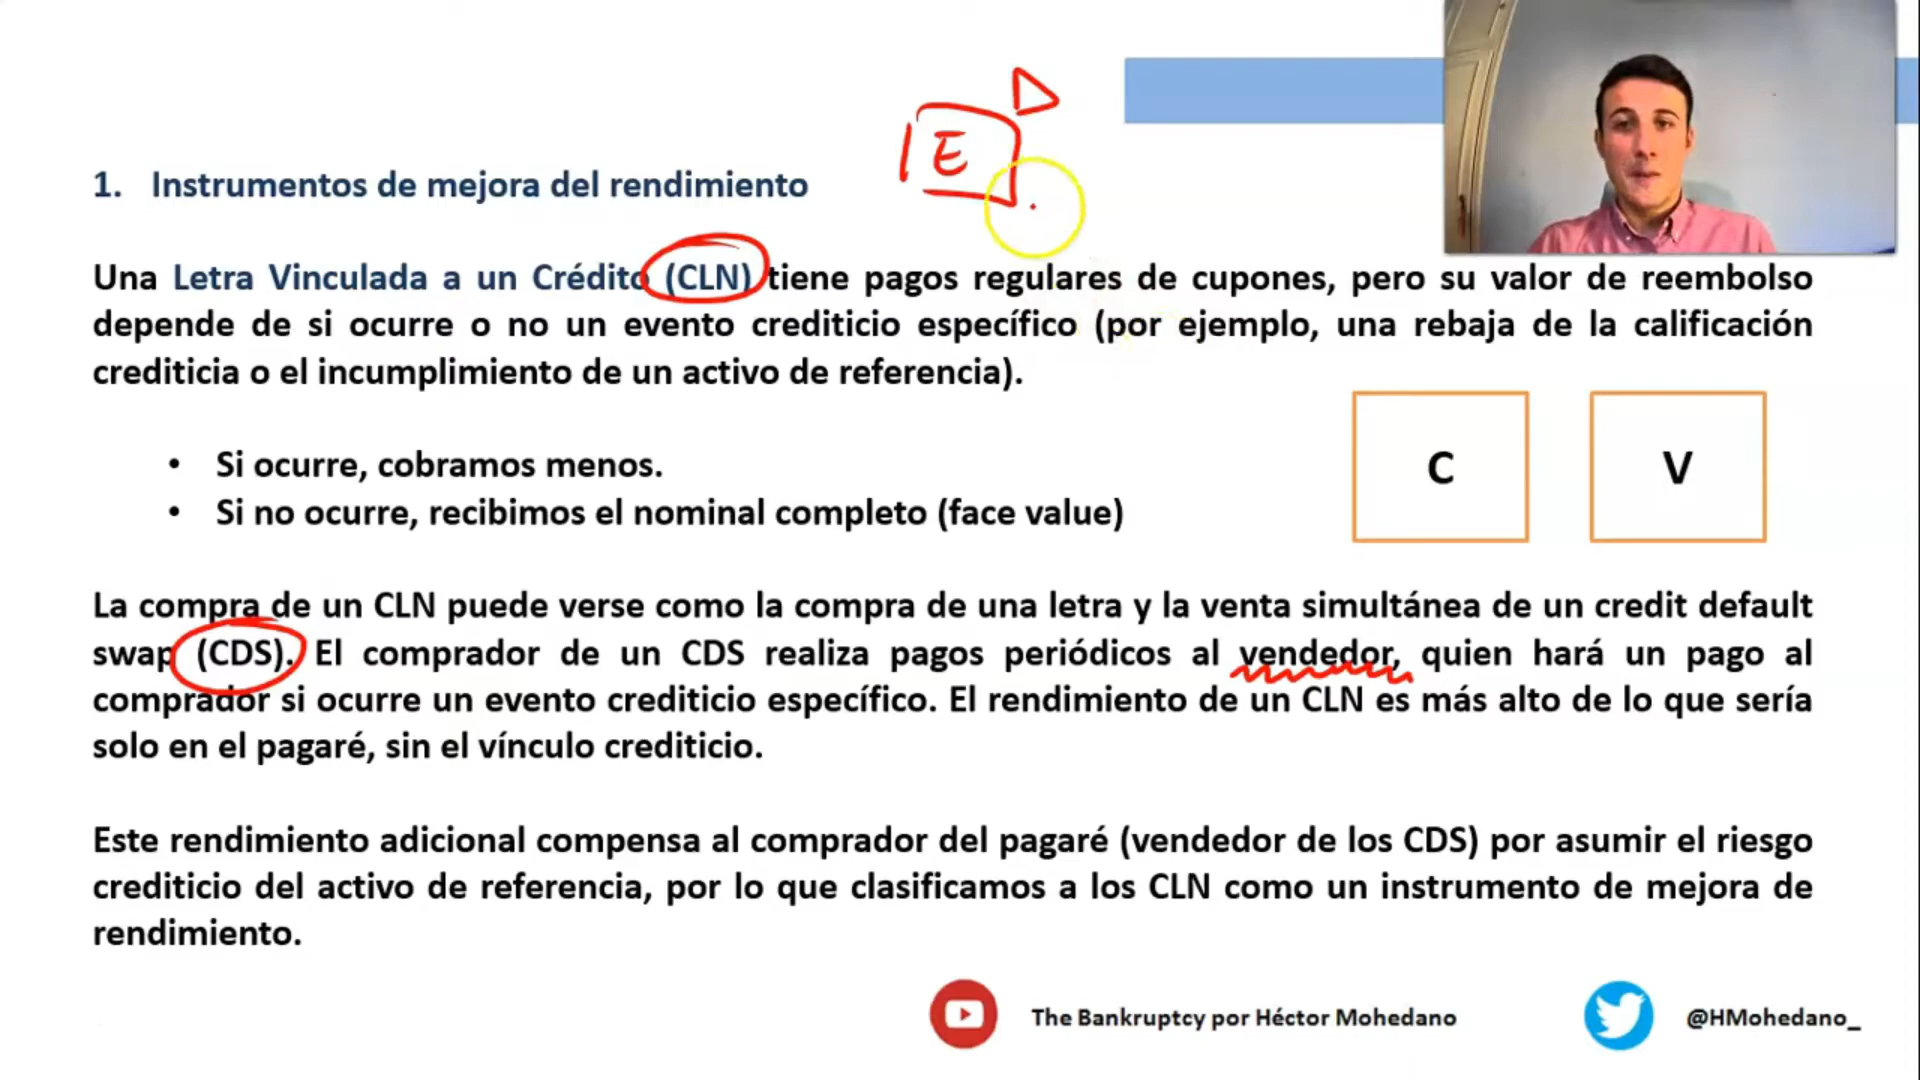 E
1. Instrumentos de mejora del rendimiento
Una Letra Vinculada a un Crédito (CLN) tiene pagos regulares de cupones, pero su valor de reembolso
depende de si ocurre o no un evento crediticio específico (por ejemplo, una rebaja de la calificación
crediticia o el incumplimiento de un activo de referencia).
• Si ocurre, cobramos menos.
• Si no ocurre, recibimos el nominal completo (face value)
C V
La compra de un CLN puede verse como la compra de una letra y la venta simultánea de un credit default
swap (CDS). El comprador de un CDS realiza pagos periódicos al vendedor, quien hará un pago al
comprador si ocurre un evento crediticio específico. El rendimiento de un CLN es más alto de lo que sería
solo en el pagaré, sin el vínculo crediticio.
Este rendimiento adicional compensa al comprador del pagaré (vendedor de los CDS) por asumir el riesgo
crediticio del activo de referencia, por lo que clasificamos a los CLN como un instrumento de mejora de
rendimiento.
The Bankruptcy por Héctor Mohedano
@HMohedano_